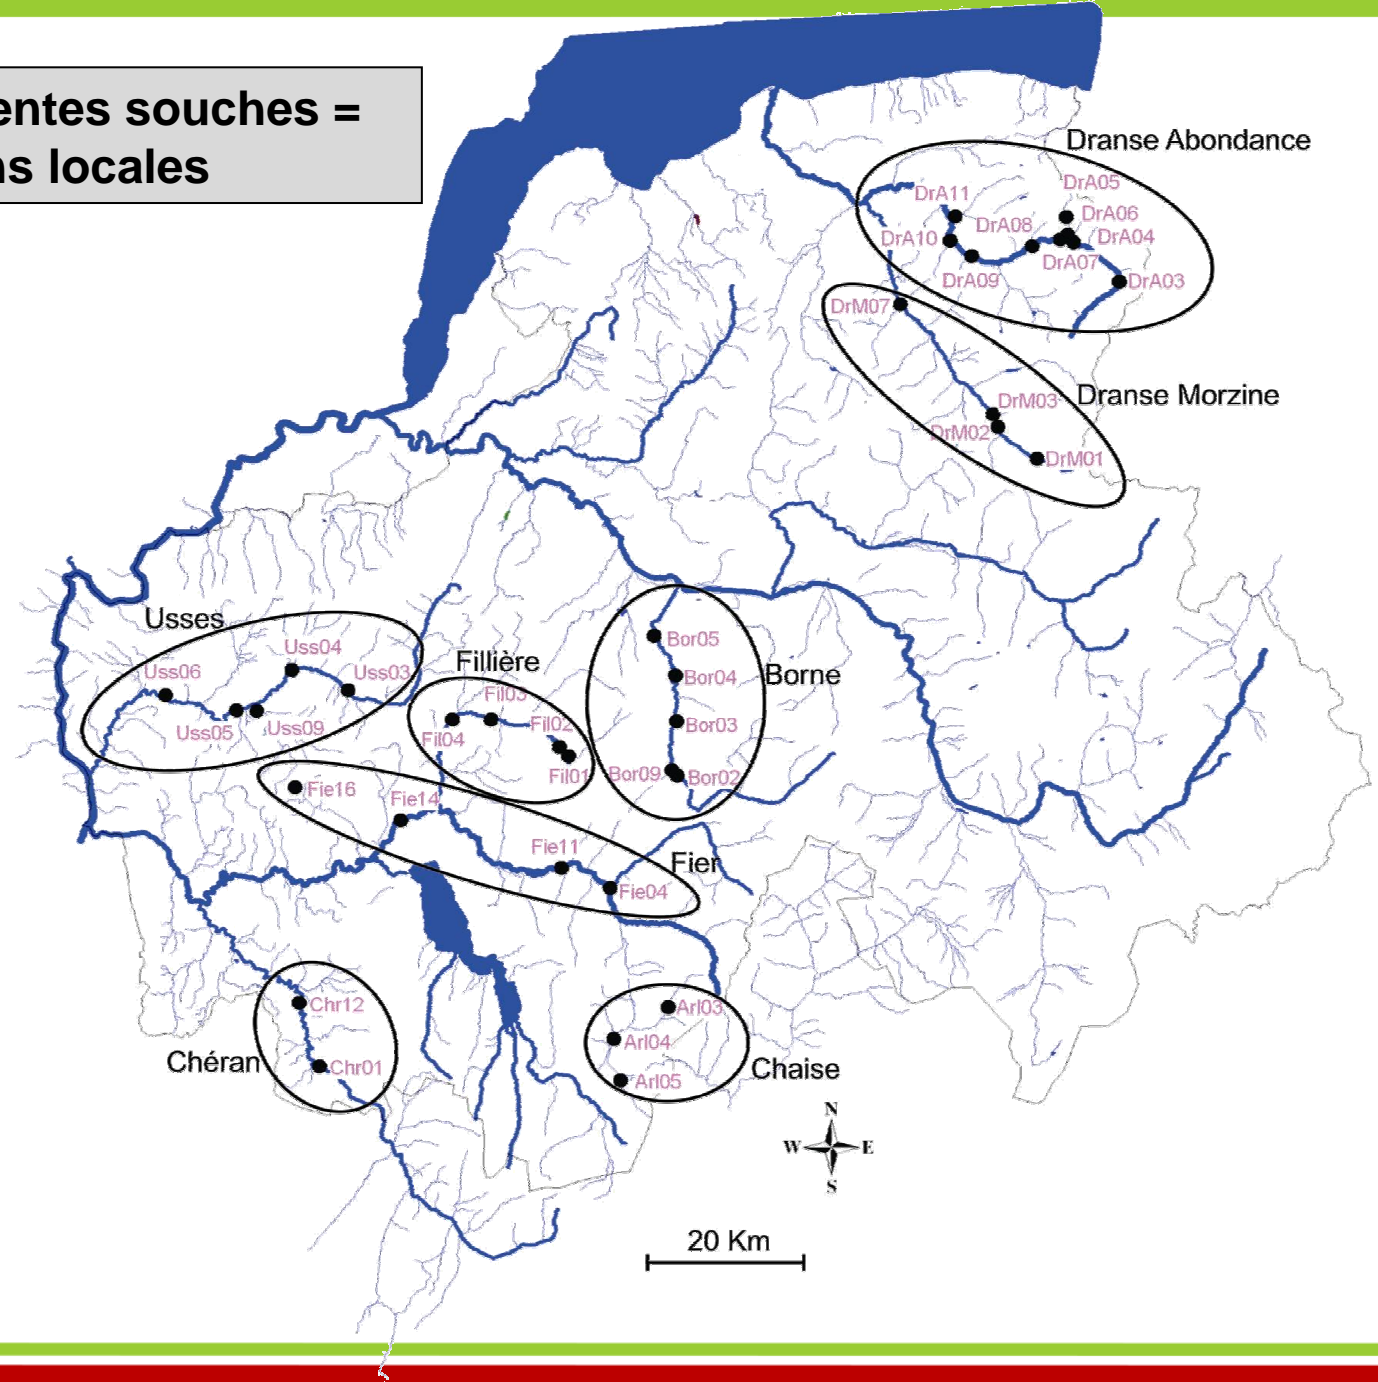 entes souches =
ns locales
Dranse Abondance
DrA05
DrA11
DrA06
DrA08
DrA10
DrA04
DrA07
DrA09
DrA03
DrM07
Dranse Morzine
DrM03
DrM02
DrM01
Usses
Uss04
Uss06
Uss03
Uss05
Uss09
Fillière
Fil03
Fil02
Fil04
Fil01
Bor05
Bor04
Borne
Bor03
Bor09
Bor02
Fie16
Fie14
Fie11
Fier
Fie04
Chr12
Chéran
Chr01
Arl03
Arl04
Arl05
Chaise
N
W E
S
20 Km